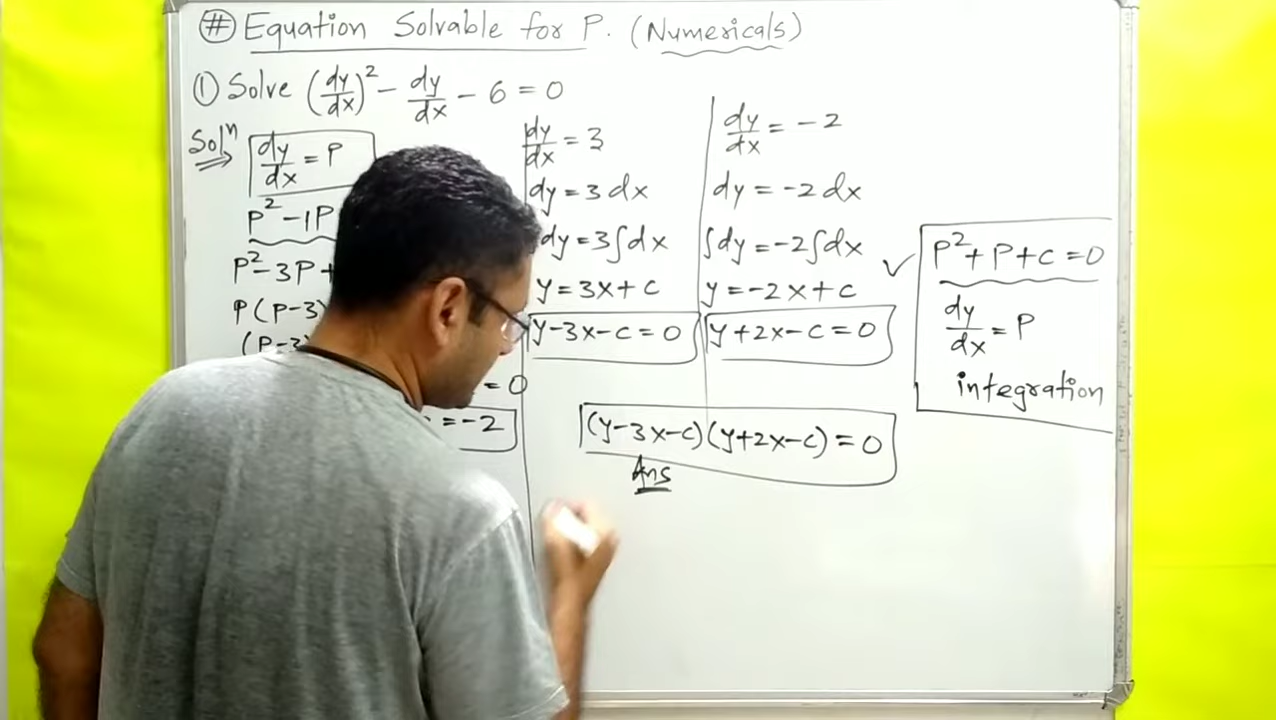 # Equation Solvable for P. (Numericals)
① Solve (dy/dx)² - dy/dx - 6 = 0
Solⁿ dy/dx = P
P² - 1P
P² - 3P +
P (P-3)
(P-3)
= 0
= -2
dy/dx = 3
dy = 3 dx
dy = 3∫dx
y = 3x + c
y - 3x - c = 0
dy/dx = -2
dy = -2 dx
∫dy = -2∫dx
y = -2x + c
y + 2x - c = 0
(y-3x-c)(y+2x-c) = 0
Ans
✓ P² + P + c = 0
dy/dx = P
integration